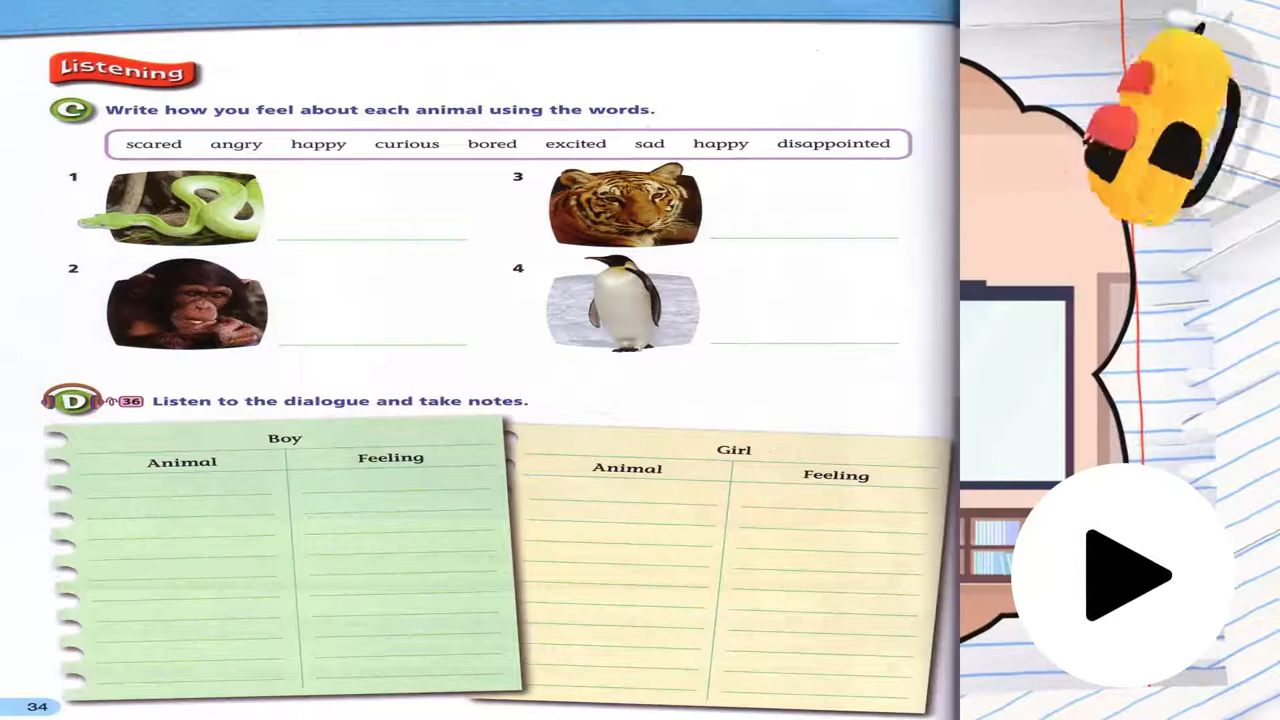 Listening
C Write how you feel about each animal using the words.
scared angry happy curious bored excited sad happy disappointed
1
3
2
4
D 36 Listen to the dialogue and take notes.
Boy
Animal Feeling
Girl
Animal Feeling
34